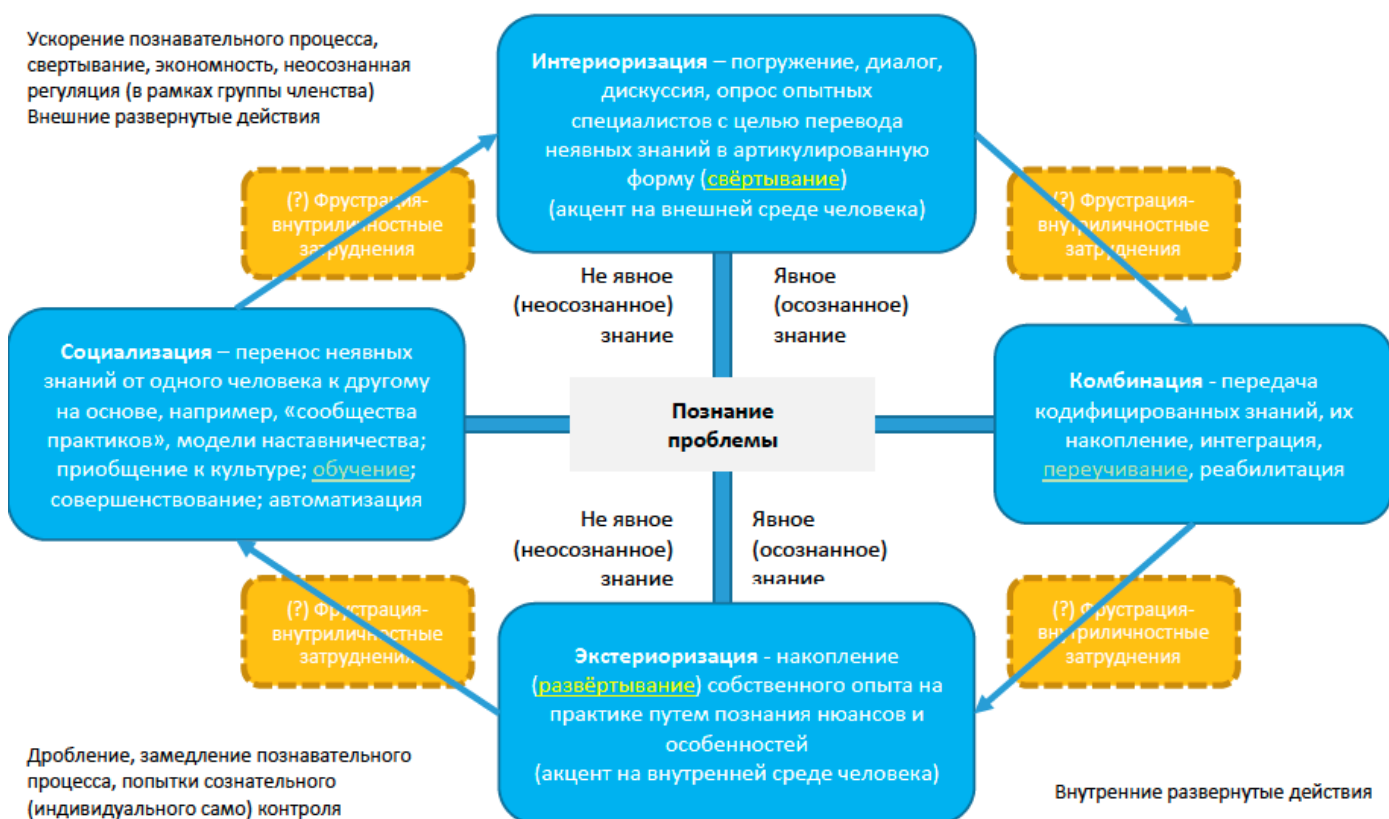 Ускорение познавательного процесса,
свертывание, экономность, неосознанная
регуляция (в рамках группы членства)
Внешние развернутые действия
Интериоризация – погружение, диалог,
дискуссия, опрос опытных
специалистов с целью перевода
неявных знаний в артикулированную
форму (свёртывание)
(акцент на внешней среде человека)
(?) Фрустрация-
внутриличностные
затруднения
(?) Фрустрация-
внутриличностные
затруднения
Не явное
(неосознанное)
знание
Явное
(осознанное)
знание
Социализация – перенос неявных
знаний от одного человека к другому
на основе, например, «сообщества
практиков», модели наставничества;
приобщение к культуре; обучение;
совершенствование; автоматизация
Познание
проблемы
Комбинация - передача
кодифицированных знаний, их
накопление, интеграция,
переучивание, реабилитация
Не явное
(неосознанное)
знание
Явное
(осознанное)
знание
(?) Фрустрация-
внутриличностные
затруднения
(?) Фрустрация-
внутриличностные
затруднения
Экстериоризация - накопление
(развёртывание) собственного опыта на
практике путем познания нюансов и
особенностей
(акцент на внутренней среде человека)
Дробление, замедление познавательного
процесса, попытки сознательного
(индивидуального само) контроля
Внутренние развернутые действия